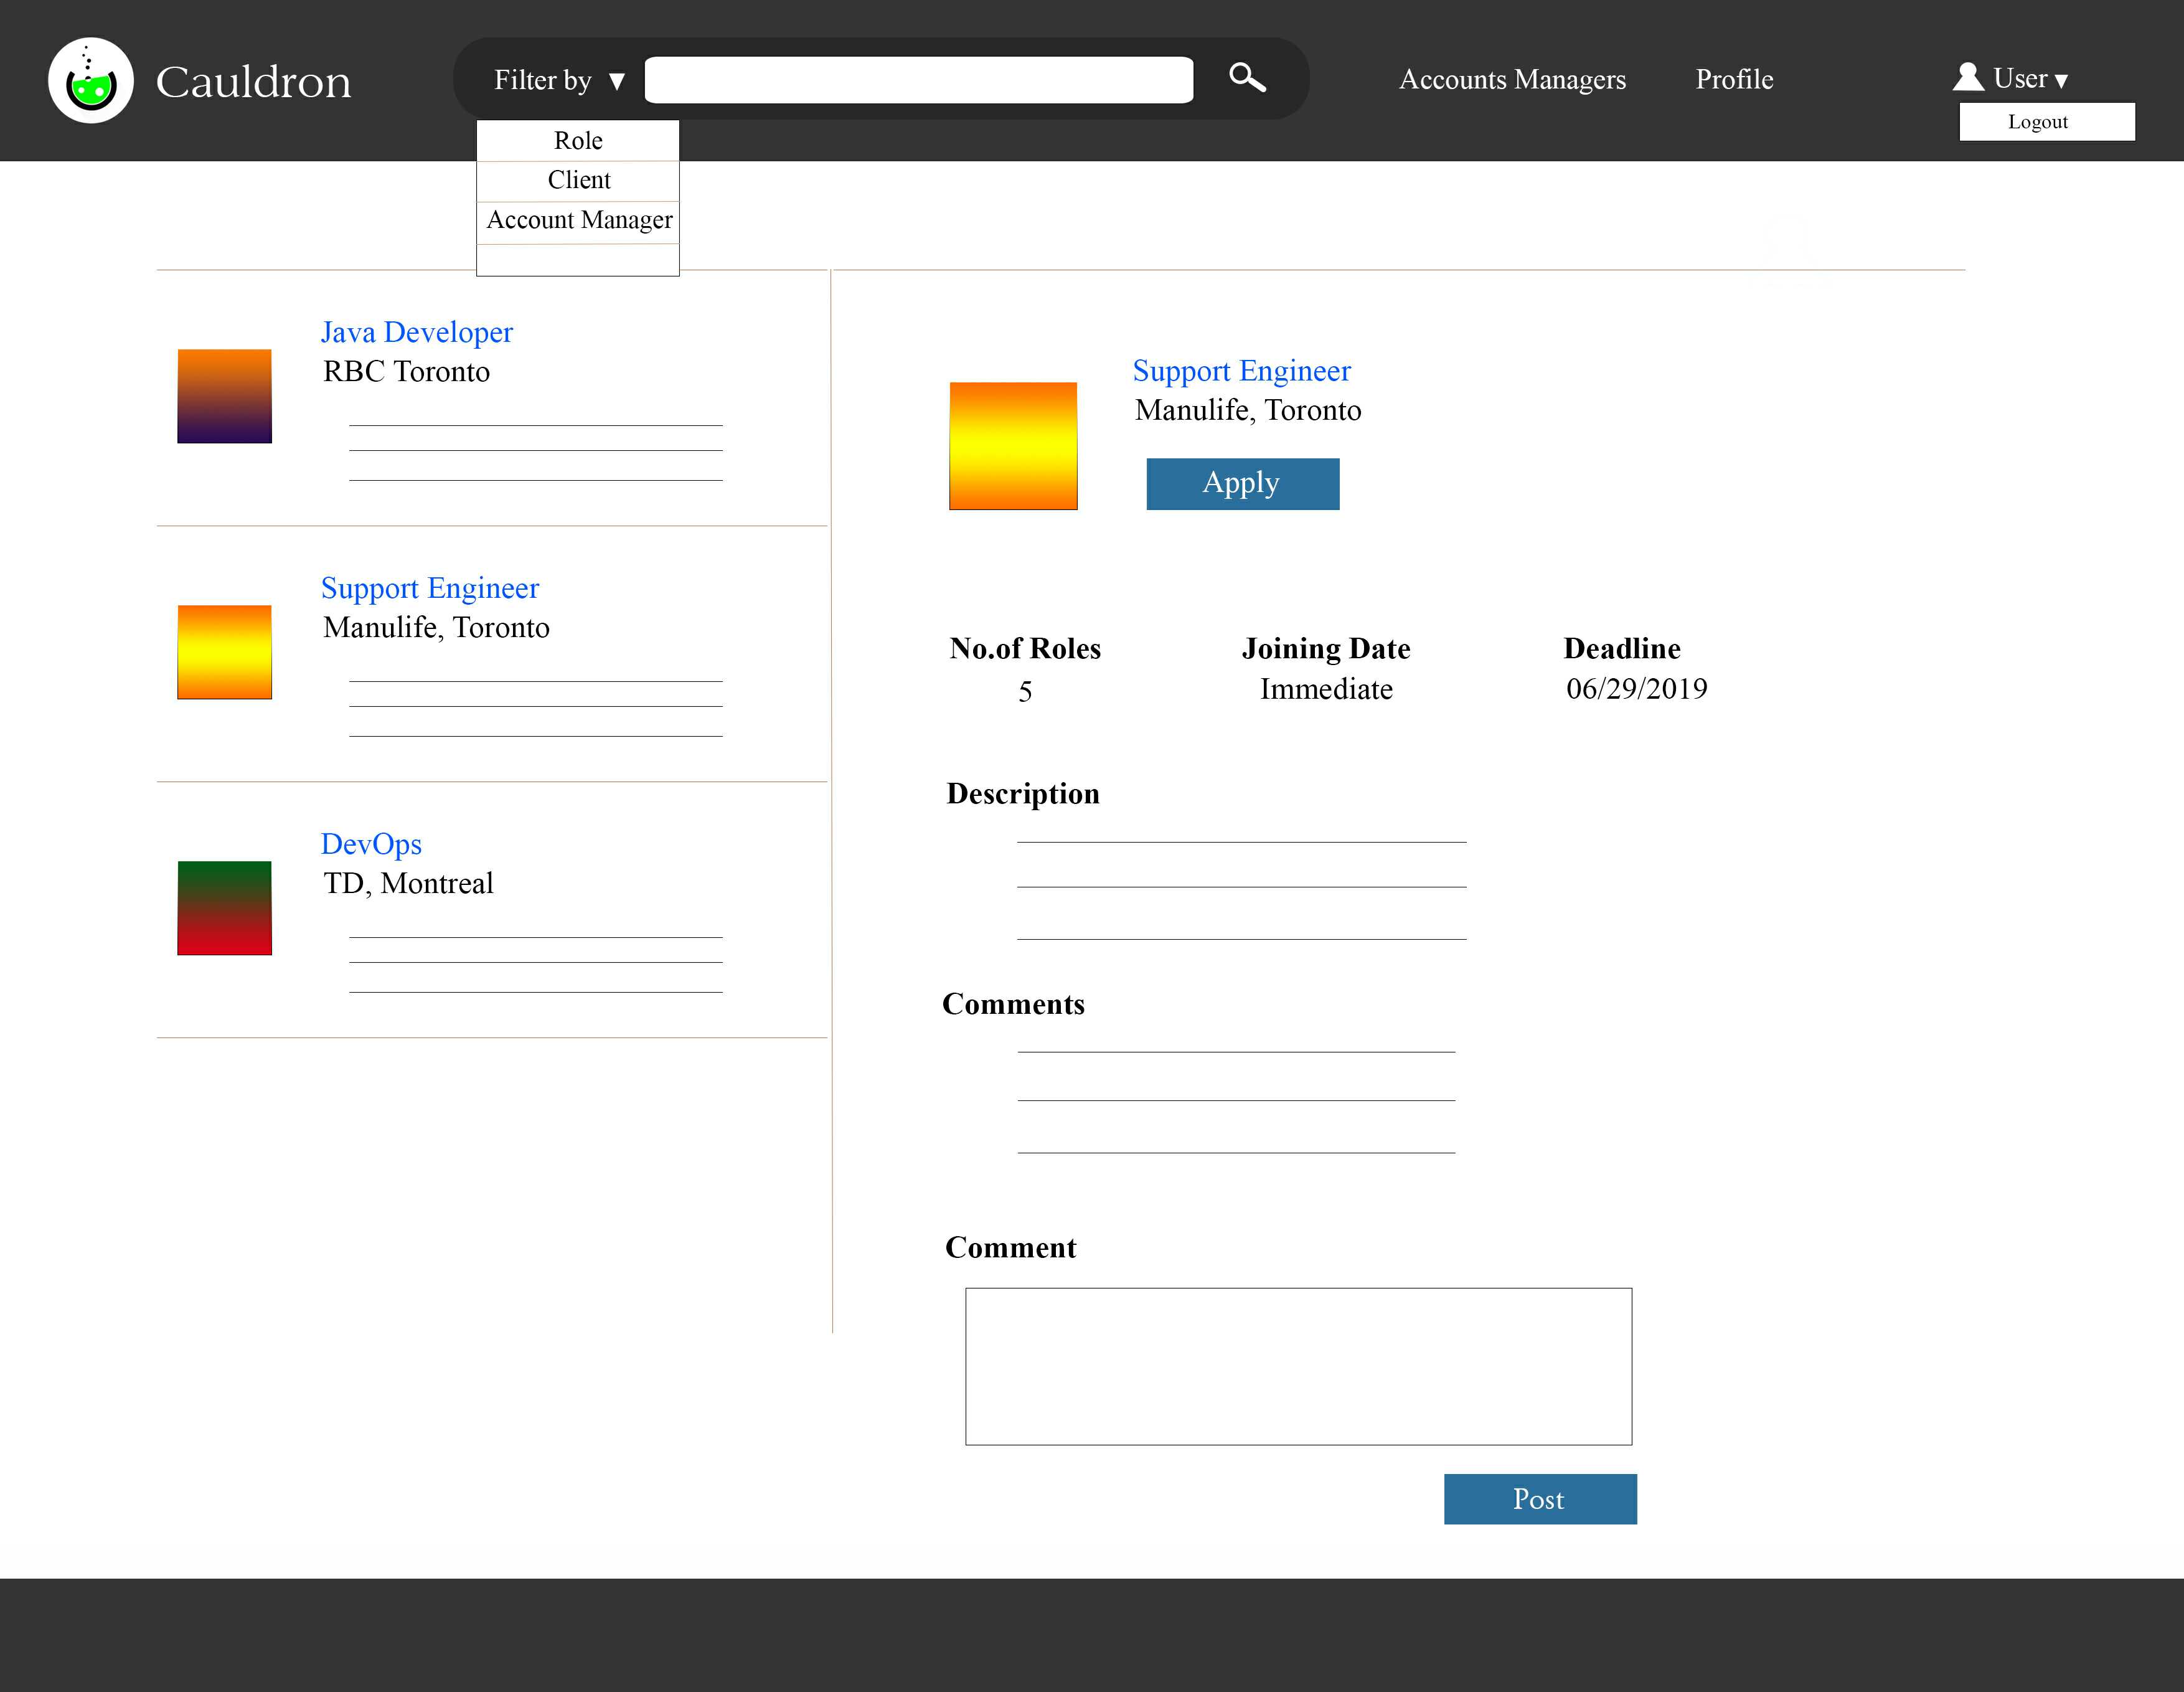 Cauldron
Filter by ▼
Accounts Managers
Profile
User ▼
Logout
Role
Client
Account Manager
Java Developer
RBC Toronto
Support Engineer
Manulife, Toronto
DevOps
TD, Montreal
Support Engineer
Manulife, Toronto
Apply
No.of Roles
5
Joining Date
Immediate
Deadline
06/29/2019
Description
Comments
Comment
Post